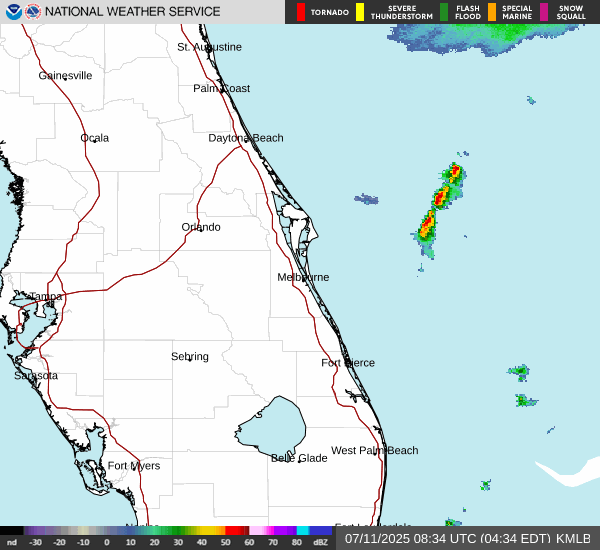 NATIONAL WEATHER SERVICE
TORNADO
SEVERE THUNDERSTORM
FLASH FLOOD
SPECIAL MARINE
SNOW SQUALL
St. Augustine
Gainesville
Palm Coast
Ocala
Daytona Beach
Orlando
Melbourne
Tampa
Sebring
Fort Pierce
Sarasota
West Palm Beach
Belle Glade
Fort Myers
nd -30 -20 -10 0 10 20 30 40 50 60 70 80 dBZ
07/11/2025 08:34 UTC (04:34 EDT) KMLB